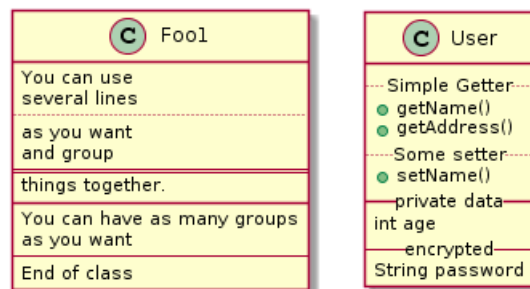 C Foo1
You can use
several lines
as you want
and group
things together.
You can have as many groups
as you want
End of class
C User
Simple Getter
getName()
getAddress()
Some setter
setName()
private data
int age
encrypted
String password